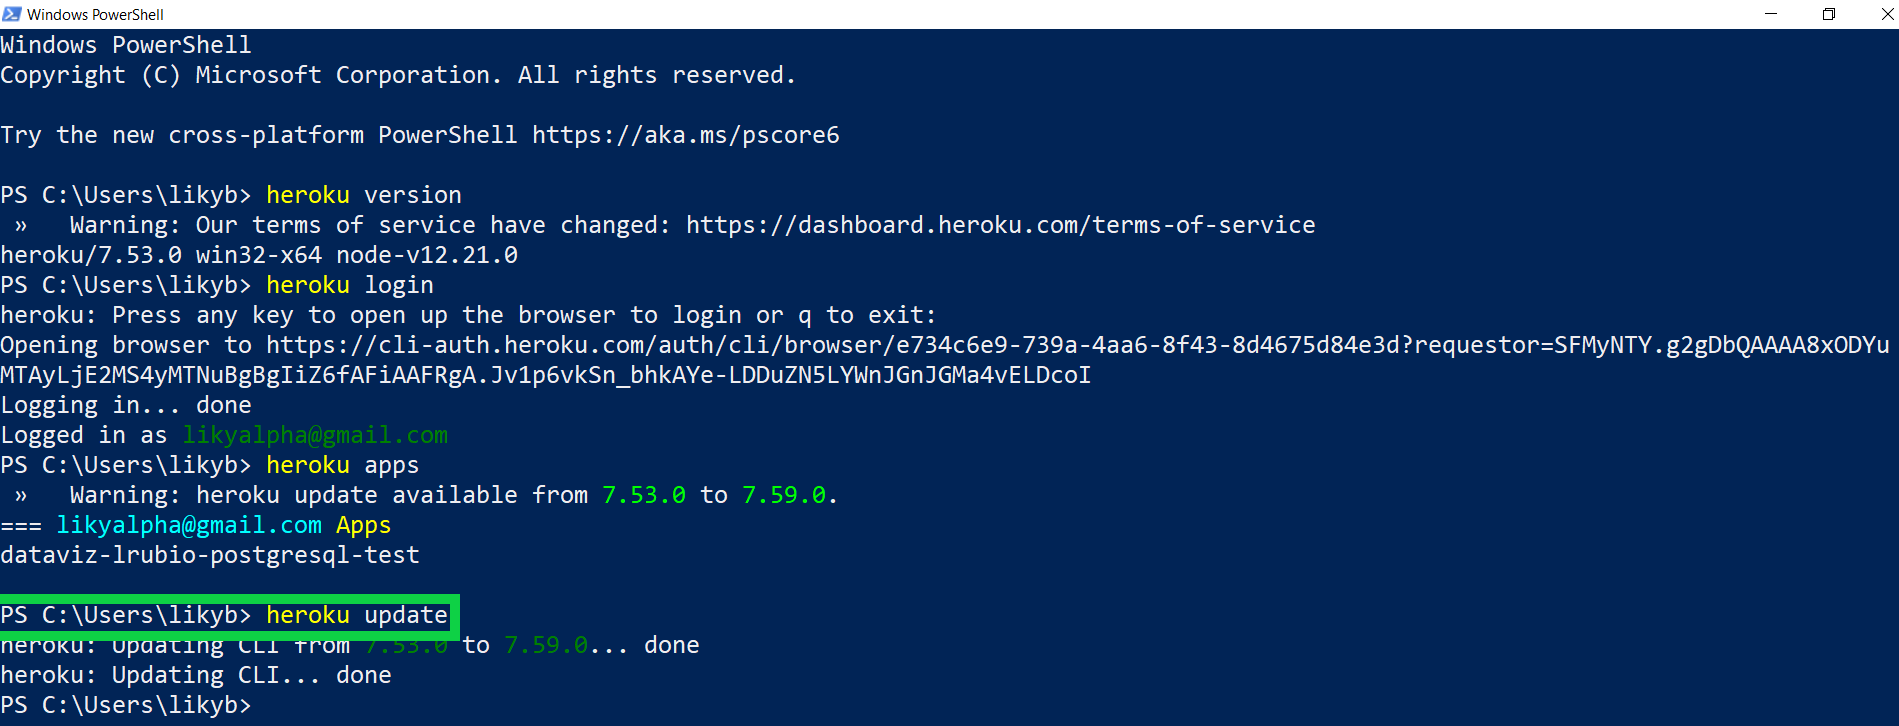 Windows PowerShell
Windows PowerShell
Copyright (C) Microsoft Corporation. All rights reserved.
Try the new cross-platform PowerShell https://aka.ms/pscore6
PS C:\Users\likyb> heroku version
 »   Warning: Our terms of service have changed: https://dashboard.heroku.com/terms-of-service
heroku/7.53.0 win32-x64 node-v12.21.0
PS C:\Users\likyb> heroku login
heroku: Press any key to open up the browser to login or q to exit:
Opening browser to https://cli-auth.heroku.com/auth/cli/browser/e734c6e9-739a-4aa6-8f43-8d4675d84e3d?requestor=SFMyNTY.g2gDbQAAAA8xODYu
MTAyLjE2MS4yMTNuBgBgIiZ6fAFiAAFRgA.Jv1p6vkSn_bhkAYe-LDDuZN5LYWnJGnJGMa4vELDcoI
Logging in... done
Logged in as likyalpha@gmail.com
PS C:\Users\likyb> heroku apps
 »   Warning: heroku update available from 7.53.0 to 7.59.0.
=== likyalpha@gmail.com Apps
dataviz-lrubio-postgresql-test
PS C:\Users\likyb> heroku update
heroku: Updating CLI from 7.53.0 to 7.59.0... done
heroku: Updating CLI... done
PS C:\Users\likyb>